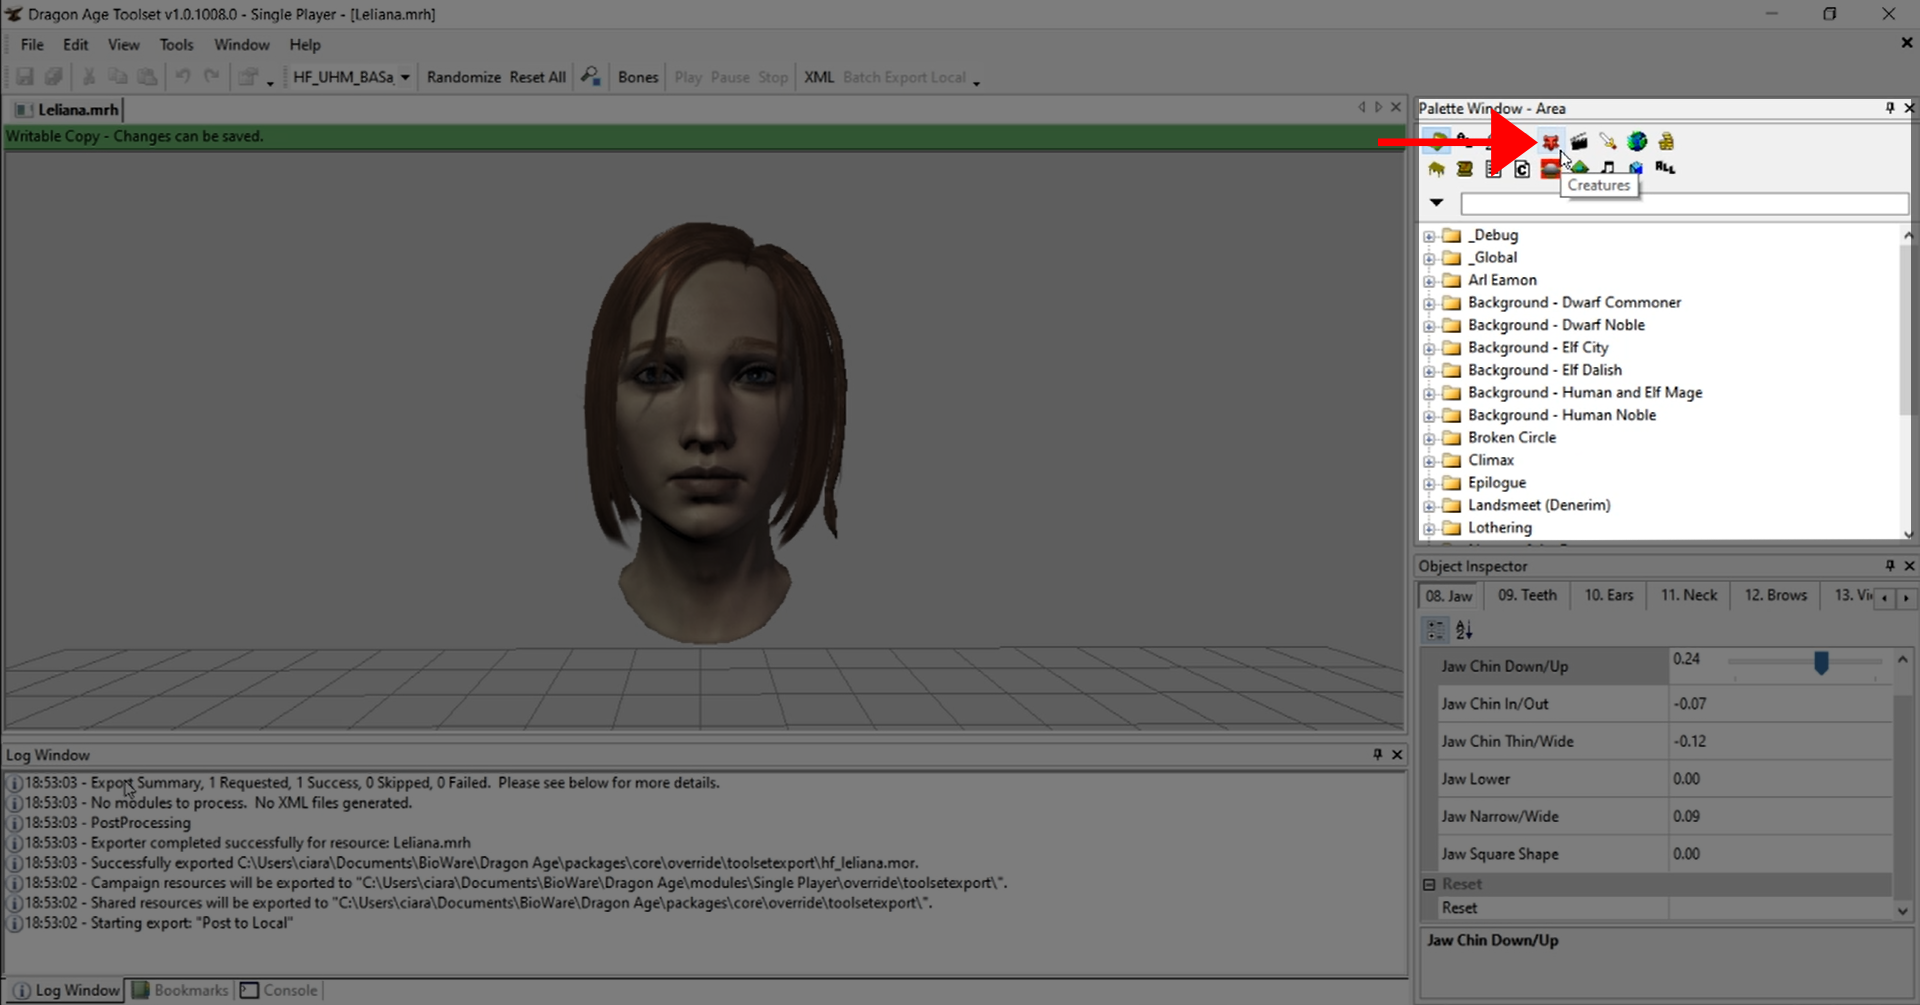 Dragon Age Toolset v1.0.1008.0 - Single Player - [Leliana.mrh]
File Edit View Tools Window Help
HF_UHM_BASa Randomize Reset All Bones Play Pause Stop XML Batch Export Local
Leliana.mrh
Writable Copy - Changes can be saved.
Palette Window - Area
ALL
Creatures
_Debug
_Global
Arl Eamon
Background - Dwarf Commoner
Background - Dwarf Noble
Background - Elf City
Background - Elf Dalish
Background - Human and Elf Mage
Background - Human Noble
Broken Circle
Climax
Epilogue
Landsmeet (Denerim)
Lothering
Object Inspector
08. Jaw 09. Teeth 10. Ears 11. Neck 12. Brows 13.
Jaw Chin Down/Up 0.24
Jaw Chin In/Out -0.07
Jaw Chin Thin/Wide -0.12
Jaw Lower 0.00
Jaw Narrow/Wide 0.09
Jaw Square Shape 0.00
Reset
Reset
Jaw Chin Down/Up
Log Window
18:53:03 - Export Summary, 1 Requested, 1 Success, 0 Skipped, 0 Failed. Please see below for more details.
18:53:03 - No modules to process. No XML files generated.
18:53:03 - PostProcessing
18:53:03 - Exporter completed successfully for resource: Leliana.mrh
18:53:03 - Successfully exported C:\Users\ciara\Documents\BioWare\Dragon Age\packages\core\override\toolsetexport\hf_leliana.mor.
18:53:02 - Campaign resources will be exported to "C:\Users\ciara\Documents\BioWare\Dragon Age\modules\Single Player\override\toolsetexport\".
18:53:02 - Shared resources will be exported to "C:\Users\ciara\Documents\BioWare\Dragon Age\packages\core\override\toolsetexport\".
18:53:02 - Starting export: "Post to Local"
Log Window Bookmarks Console